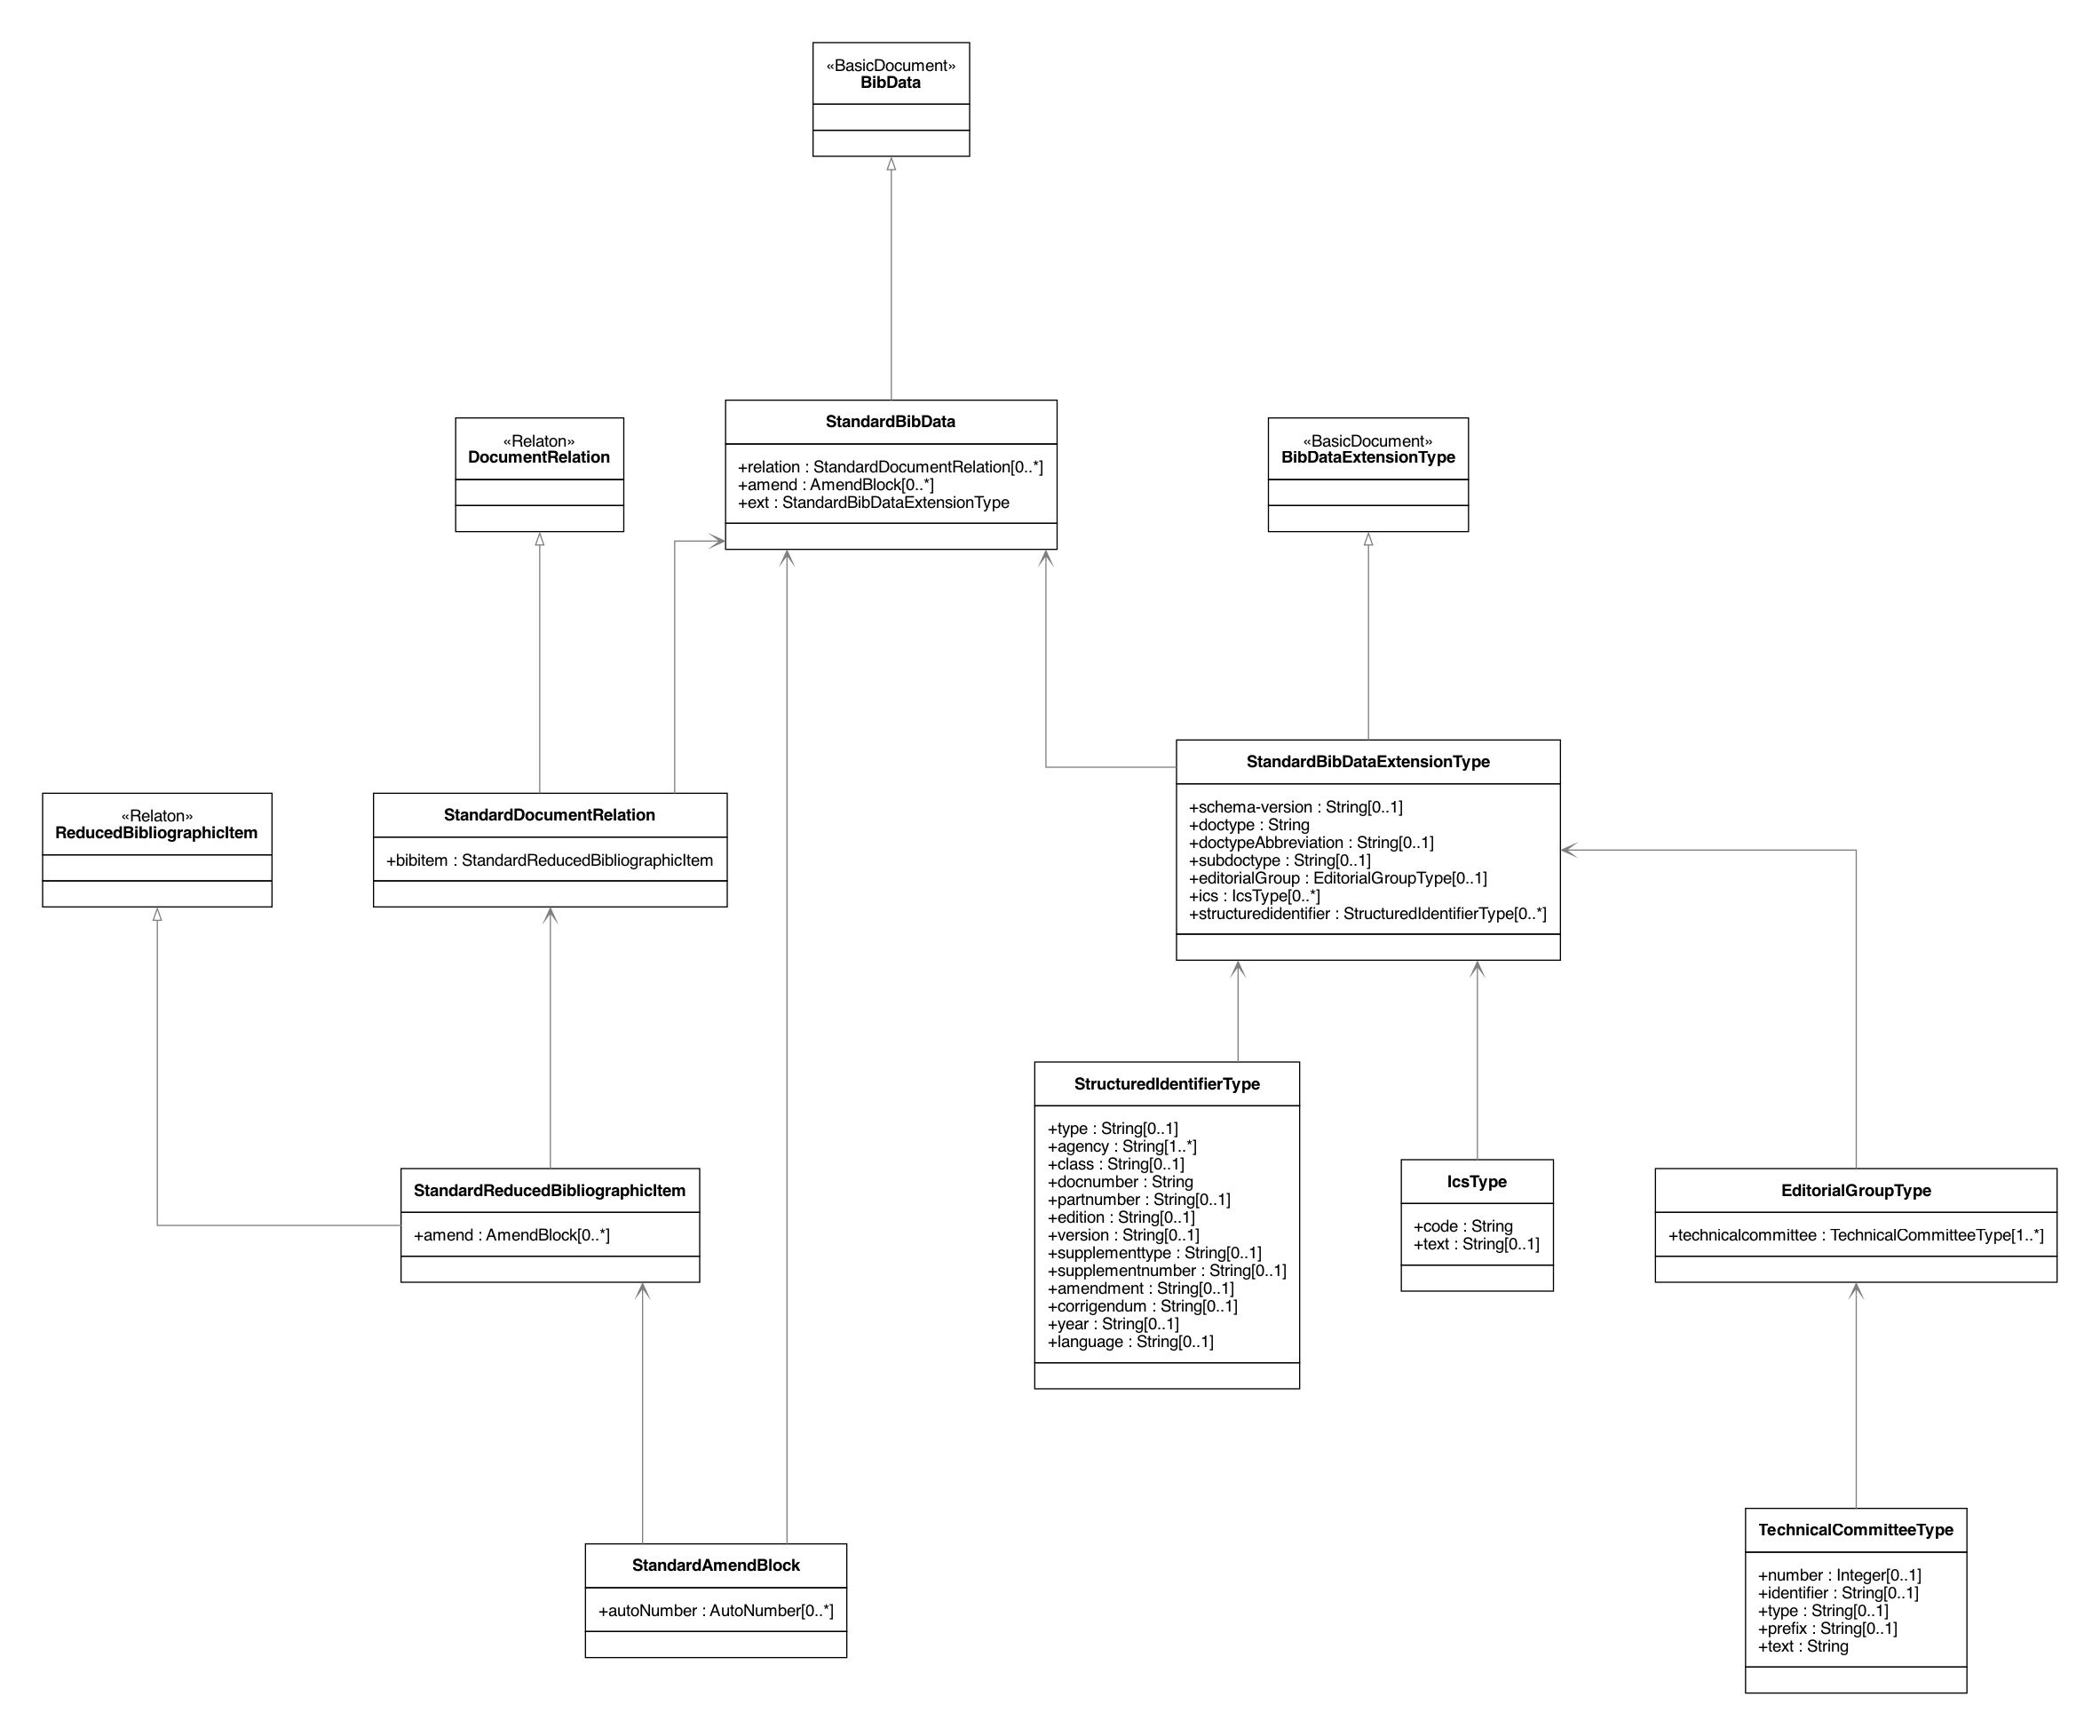 «BasicDocument»
BibData
StandardBibData
+relation : StandardDocumentRelation[0..*]
+amend : AmendBlock[0..*]
+ext : StandardBibDataExtensionType
«Relaton»
DocumentRelation
«BasicDocument»
BibDataExtensionType
StandardBibDataExtensionType
+schema-version : String[0..1]
+doctype : String
+doctypeAbbreviation : String[0..1]
+subdoctype : String[0..1]
+editorialGroup : EditorialGroupType[0..1]
+ics : IcsType[0..*]
+structuredidentifier : StructuredIdentifierType[0..*]
«Relaton»
ReducedBibliographicItem
StandardDocumentRelation
+bibitem : StandardReducedBibliographicItem
StructuredIdentifierType
+type : String[0..1]
+agency : String[1..*]
+class : String[0..1]
+docnumber : String
+partnumber : String[0..1]
+edition : String[0..1]
+version : String[0..1]
+supplementtype : String[0..1]
+supplementnumber : String[0..1]
+amendment : String[0..1]
+corrigendum : String[0..1]
+year : String[0..1]
+language : String[0..1]
StandardReducedBibliographicItem
+amend : AmendBlock[0..*]
IcsType
+code : String
+text : String[0..1]
EditorialGroupType
+technicalcommittee : TechnicalCommitteeType[1..*]
StandardAmendBlock
+autoNumber : AutoNumber[0..*]
TechnicalCommitteeType
+number : Integer[0..1]
+identifier : String[0..1]
+type : String[0..1]
+prefix : String[0..1]
+text : String